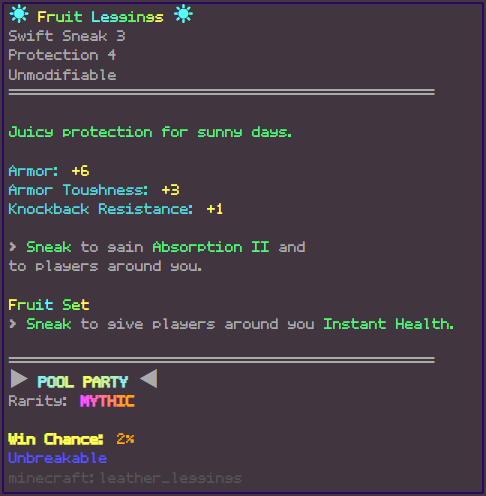 ☀ Fruit Leggings ☀
Swift Sneak 3
Protection 4
Unmodifiable
Juicy protection for sunny days.
Armor: +6
Armor Toughness: +3
Knockback Resistance: +1
> Sneak to gain Absorption II and
to players around you.
Fruit Set
> Sneak to give players around you Instant Health.
▶ POOL PARTY ◀
Rarity: MYTHIC
Win Chance: 2%
Unbreakable
minecraft:leather_leggings